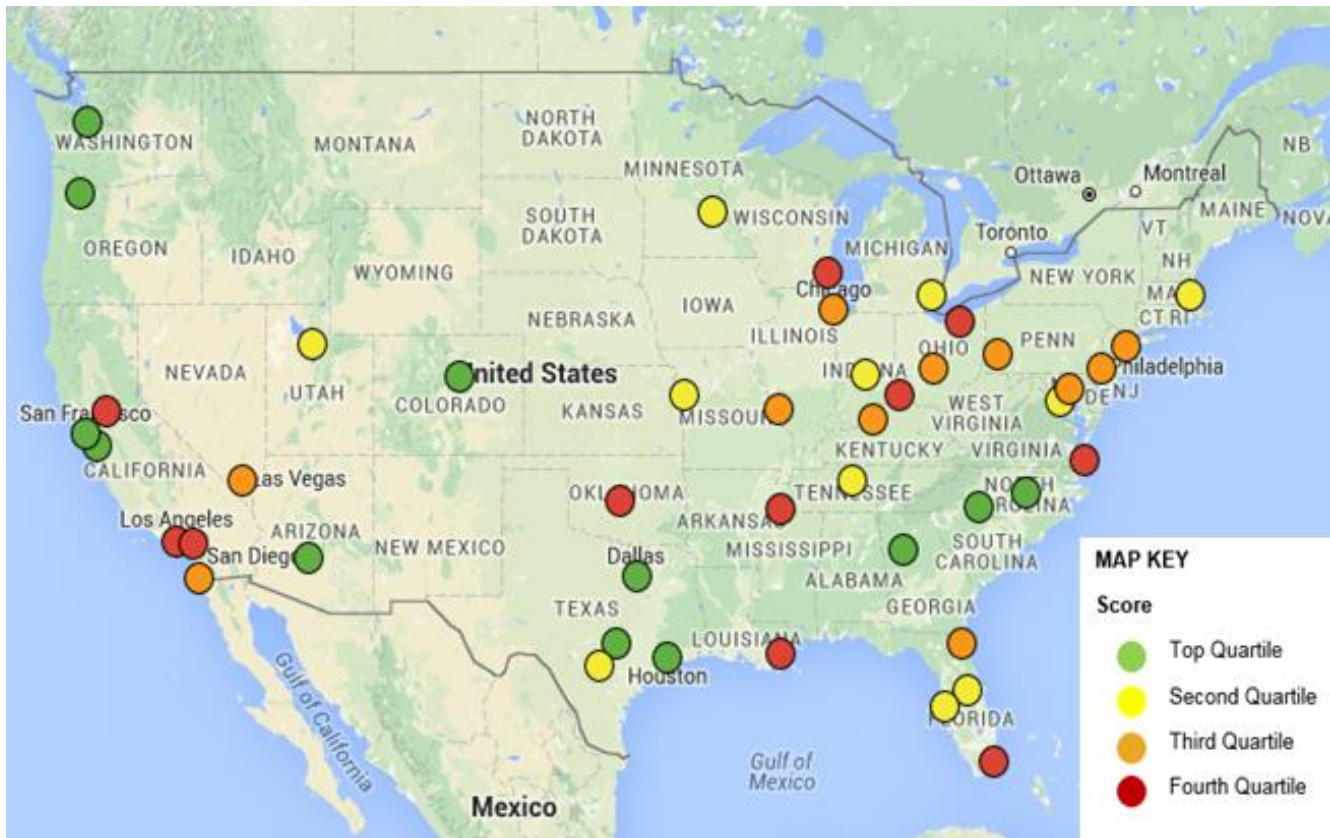 NORTH
DAKOTA
MONTANA
WASHINGTON
MINNESOTA
NB
Ottawa
Montreal
MAINE
NOVA
WISCONSIN
SOUTH
DAKOTA
MICHIGAN
Toronto
VT
OREGON
IDAHO
WYOMING
NH
NEW YORK
Chicago
IOWA
MA
CT RI
NEBRASKA
ILLINOIS
OHIO
PENN
NEVADA
UTAH
United States
INDIANA
Philadelphia
COLORADO
KANSAS
MISSOURI
WEST
VIRGINIA
DE
NJ
San Francisco
CALIFORNIA
KENTUCKY
VIRGINIA
Las Vegas
OKLAHOMA
TENNESSEE
NORTH
CAROLINA
Los Angeles
ARIZONA
NEW MEXICO
ARKANSAS
MISSISSIPPI
SOUTH
CAROLINA
San Diego
Dallas
ALABAMA
TEXAS
GEORGIA
LOUISIANA
Houston
FLORIDA
Gulf of California
Gulf of
Mexico
Mexico
MAP KEY
Score
Top Quartile
Second Quartile
Third Quartile
Fourth Quartile